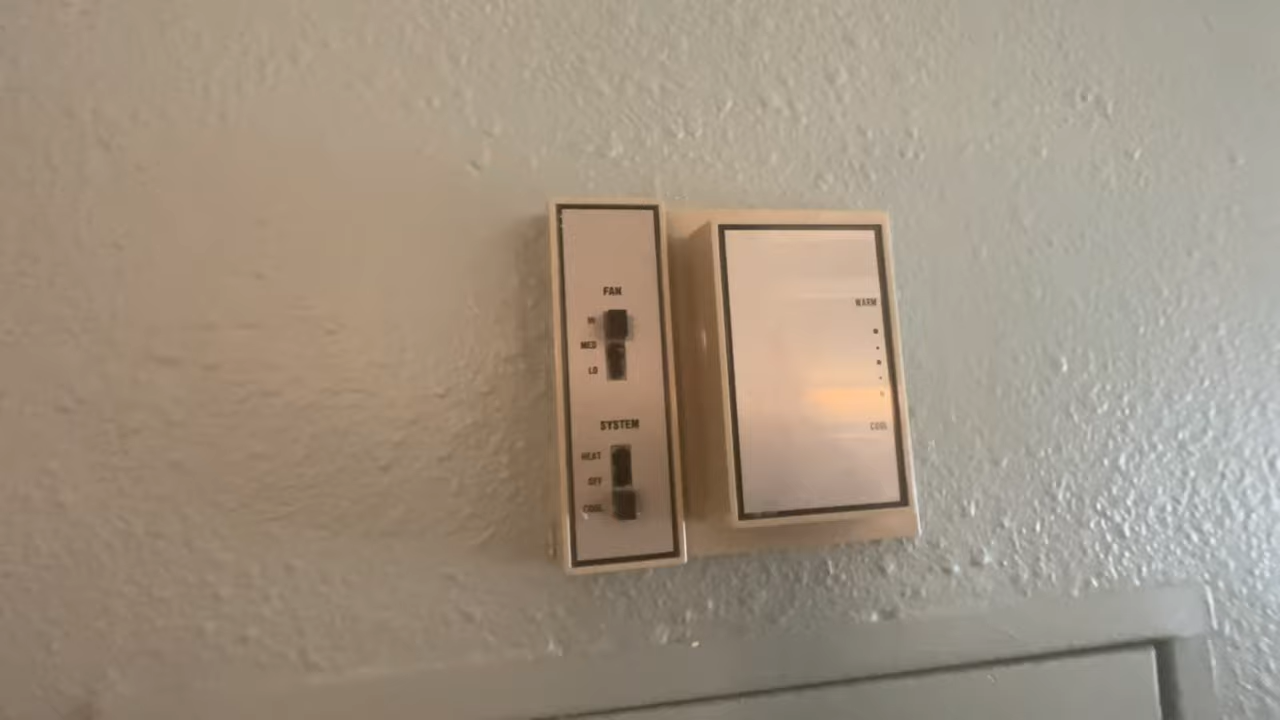 FAN
HI
MED
LO
SYSTEM
HEAT
OFF
COOL
WARM
COOL